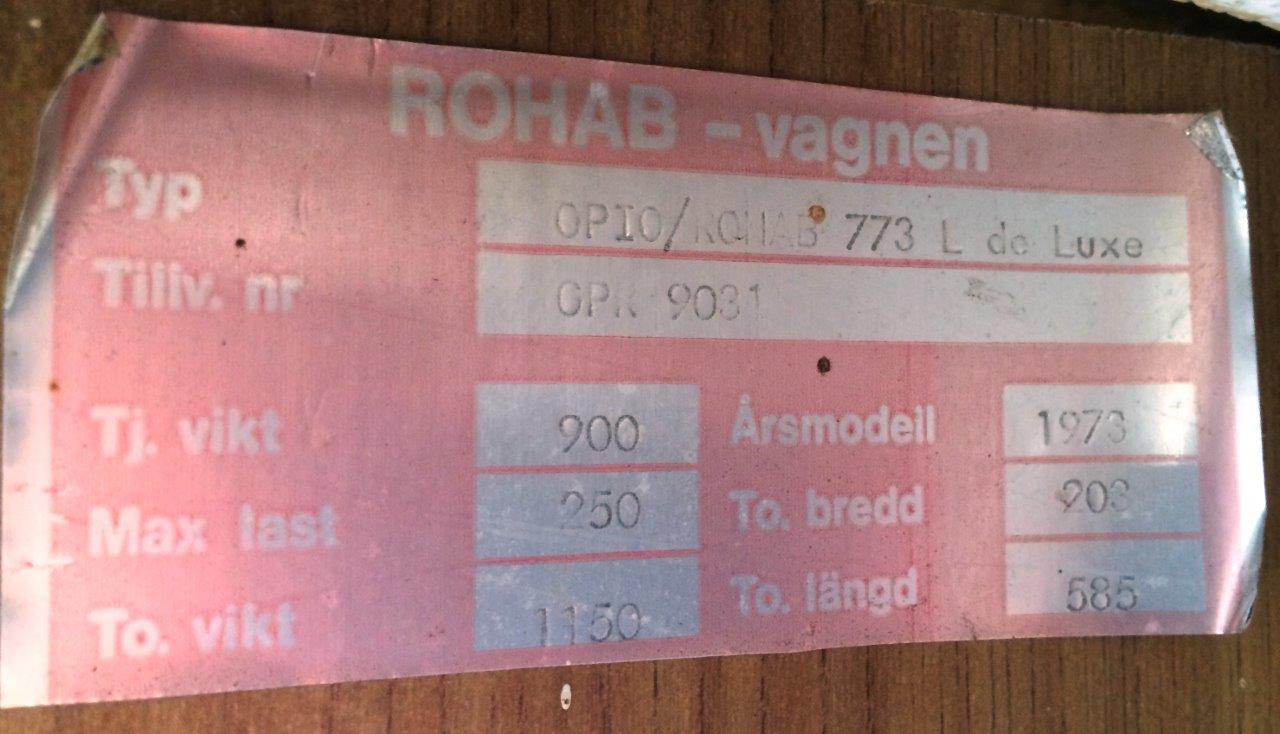 ROHAB - vagnen
Typ OPIO/ROHAB 773 L de Luxe
Tillv. nr OPR 9031
Tj. vikt 900 Årsmodell 1973
Max last 250 To. bredd 203
To. vikt 1150 To. längd 585